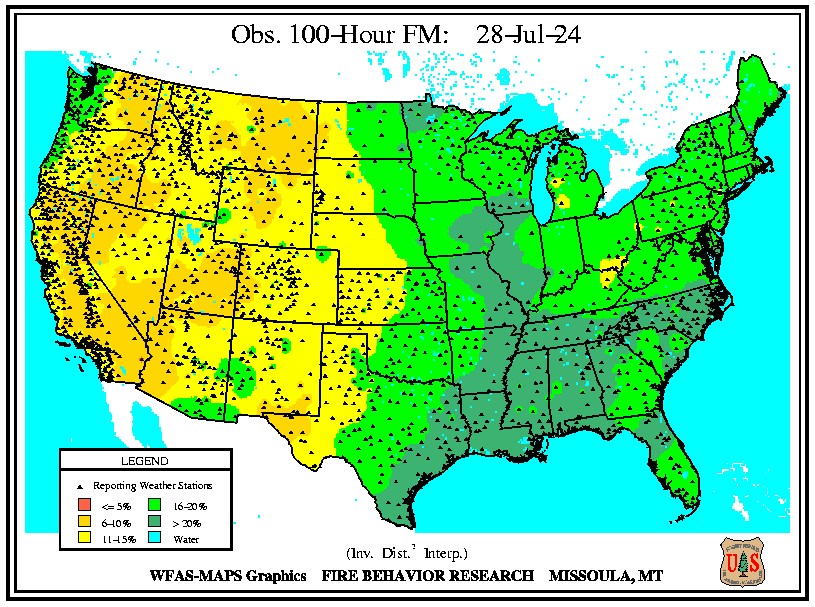 Obs. 100-Hour FM: 28-Jul-24
LEGEND
Reporting Weather Stations
<= 5%
16-20%
6-10%
> 20%
11-15%
Water
(Inv. Dist.² Interp.)
WFAS-MAPS Graphics FIRE BEHAVIOR RESEARCH MISSOULA, MT
US